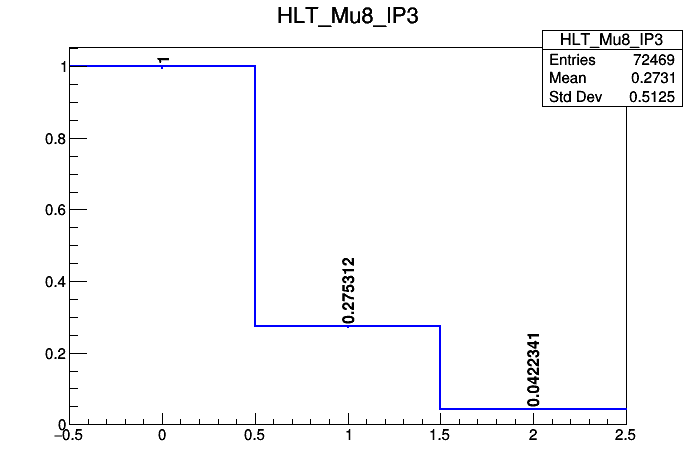 HLT_Mu8_IP3
HLT_Mu8_IP3
Entries 72469
Mean 0.2731
Std Dev 0.5125
1
0.8
0.6
0.4
0.2
0
1
0.275312
0.0422341
−0.5 0 0.5 1 1.5 2 2.5